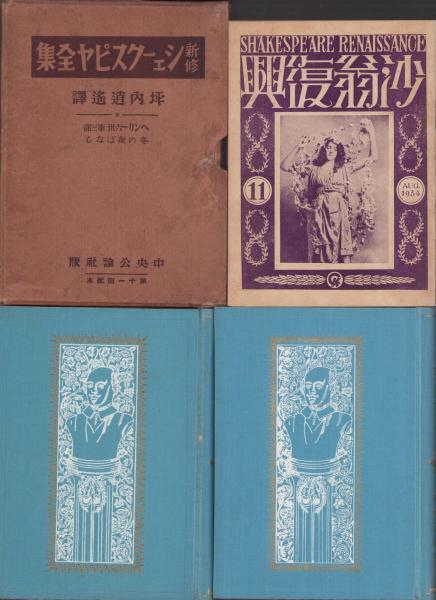 新修
シェークスピヤ全集
坪内逍遙譯
ヘンリー六世 第三部
冬の夜ばなし
中央公論社版
第十一回配本
SHAKESPEARE RENAISSANCE
沙翁復興
11
AUG.
1934